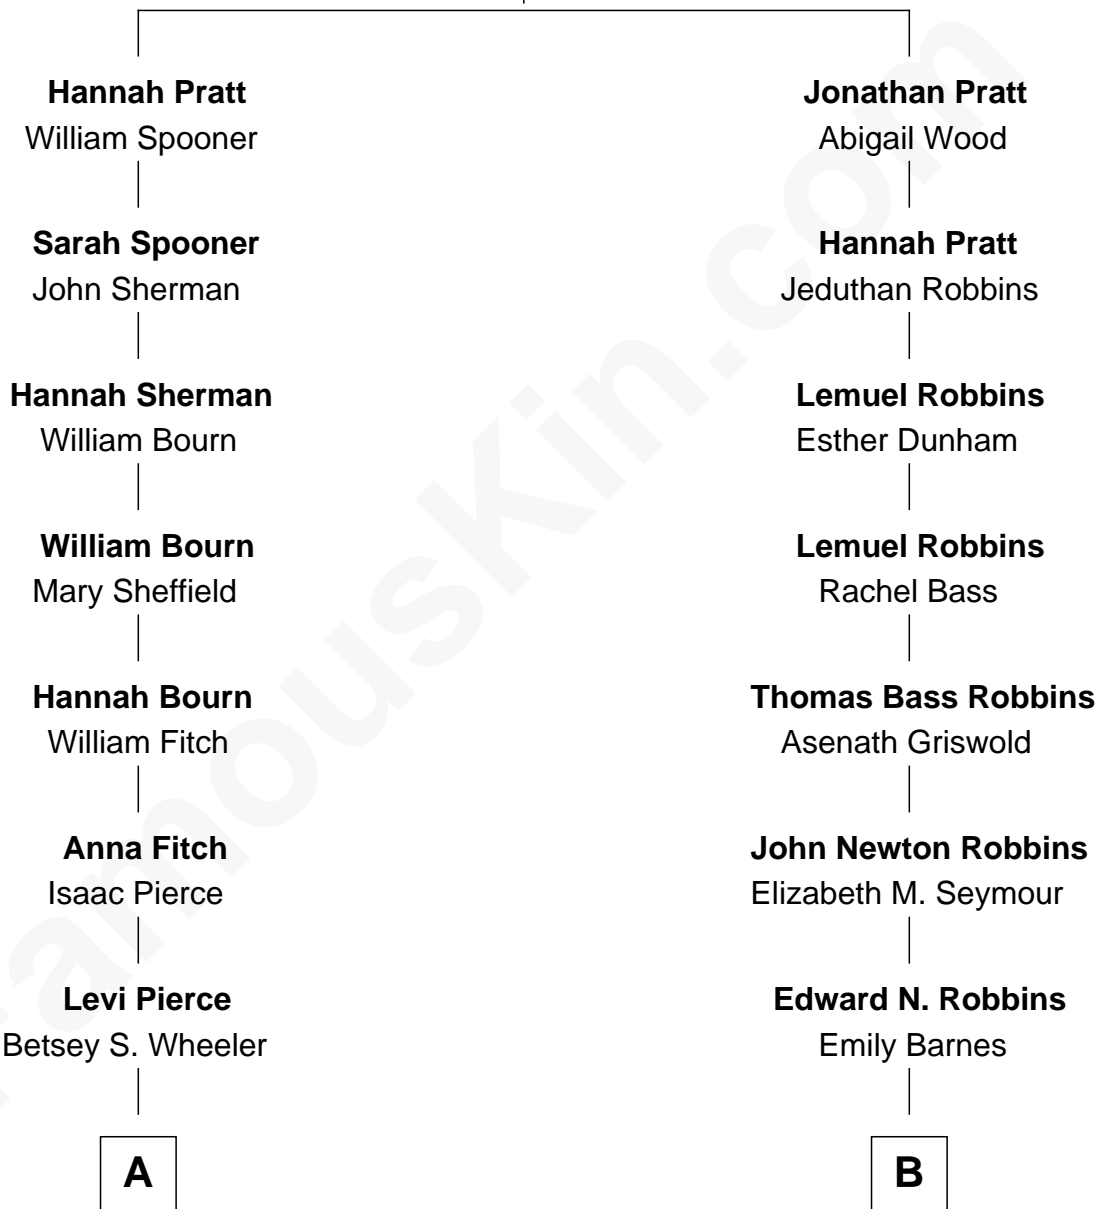 Hannah Pratt
William Spooner
Jonathan Pratt
Abigail Wood
Sarah Spooner
John Sherman
Hannah Pratt
Jeduthan Robbins
Hannah Sherman
William Bourn
Lemuel Robbins
Esther Dunham
William Bourn
Mary Sheffield
Lemuel Robbins
Rachel Bass
Hannah Bourn
William Fitch
Thomas Bass Robbins
Asenath Griswold
Anna Fitch
Isaac Pierce
John Newton Robbins
Elizabeth M. Seymour
Levi Pierce
Betsey S. Wheeler
Edward N. Robbins
Emily Barnes
A
B
FamousKin.com